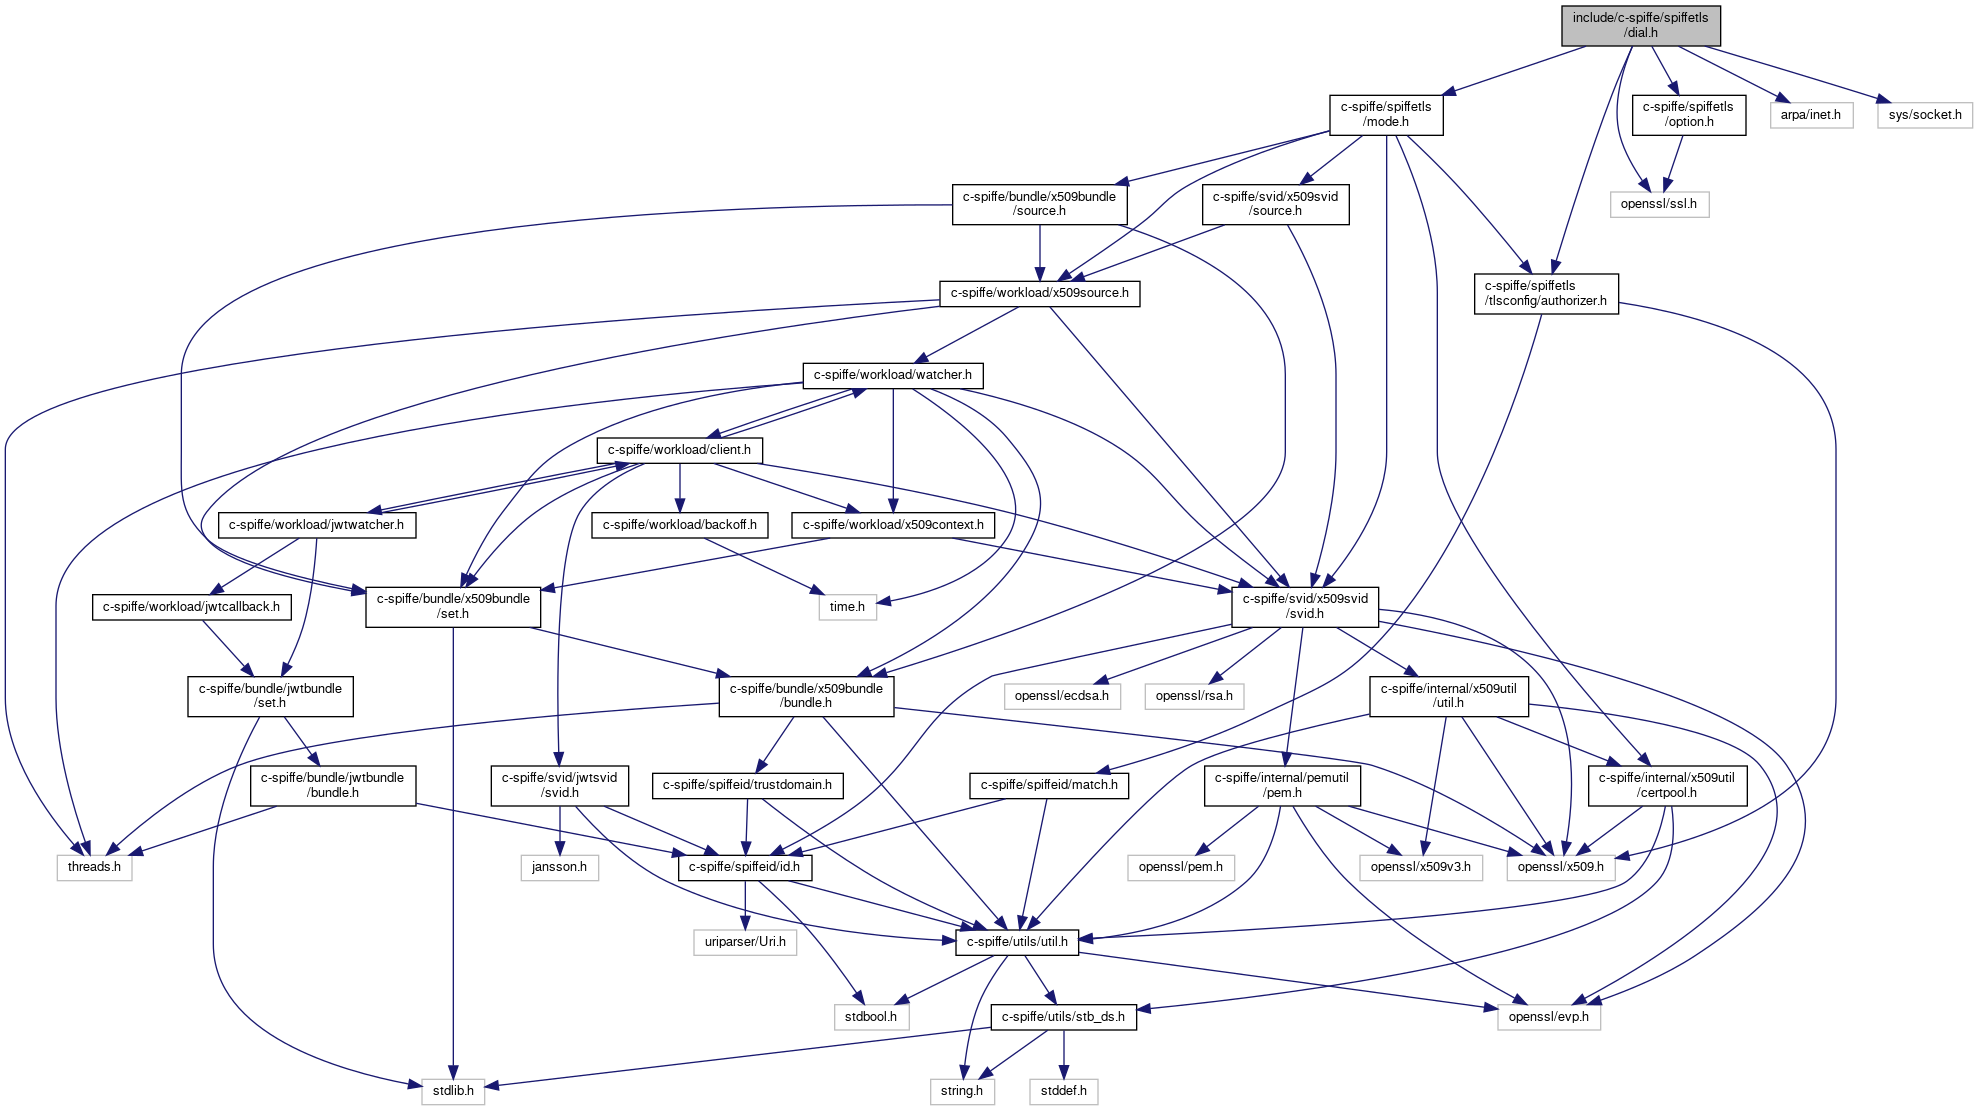 include/c-spiffe/spiffetls
/dial.h
c-spiffe/spiffetls
/mode.h
c-spiffe/spiffetls
/option.h
arpa/inet.h
sys/socket.h
c-spiffe/bundle/x509bundle
/source.h
c-spiffe/svid/x509svid
/source.h
openssl/ssl.h
c-spiffe/workload/x509source.h
c-spiffe/spiffetls
/tlsconfig/authorizer.h
c-spiffe/workload/watcher.h
c-spiffe/workload/client.h
c-spiffe/workload/jwtwatcher.h
c-spiffe/workload/backoff.h
c-spiffe/workload/x509context.h
c-spiffe/workload/jwtcallback.h
c-spiffe/bundle/x509bundle
/set.h
time.h
c-spiffe/svid/x509svid
/svid.h
c-spiffe/bundle/jwtbundle
/set.h
c-spiffe/bundle/x509bundle
/bundle.h
openssl/ecdsa.h
openssl/rsa.h
c-spiffe/internal/x509util
/util.h
c-spiffe/bundle/jwtbundle
/bundle.h
c-spiffe/svid/jwtsvid
/svid.h
c-spiffe/spiffeid/trustdomain.h
c-spiffe/spiffeid/match.h
c-spiffe/internal/pemutil
/pem.h
c-spiffe/internal/x509util
/certpool.h
threads.h
jansson.h
c-spiffe/spiffeid/id.h
openssl/pem.h
openssl/x509v3.h
openssl/x509.h
uriparser/Uri.h
c-spiffe/utils/util.h
stdbool.h
c-spiffe/utils/stb_ds.h
openssl/evp.h
stdlib.h
string.h
stddef.h